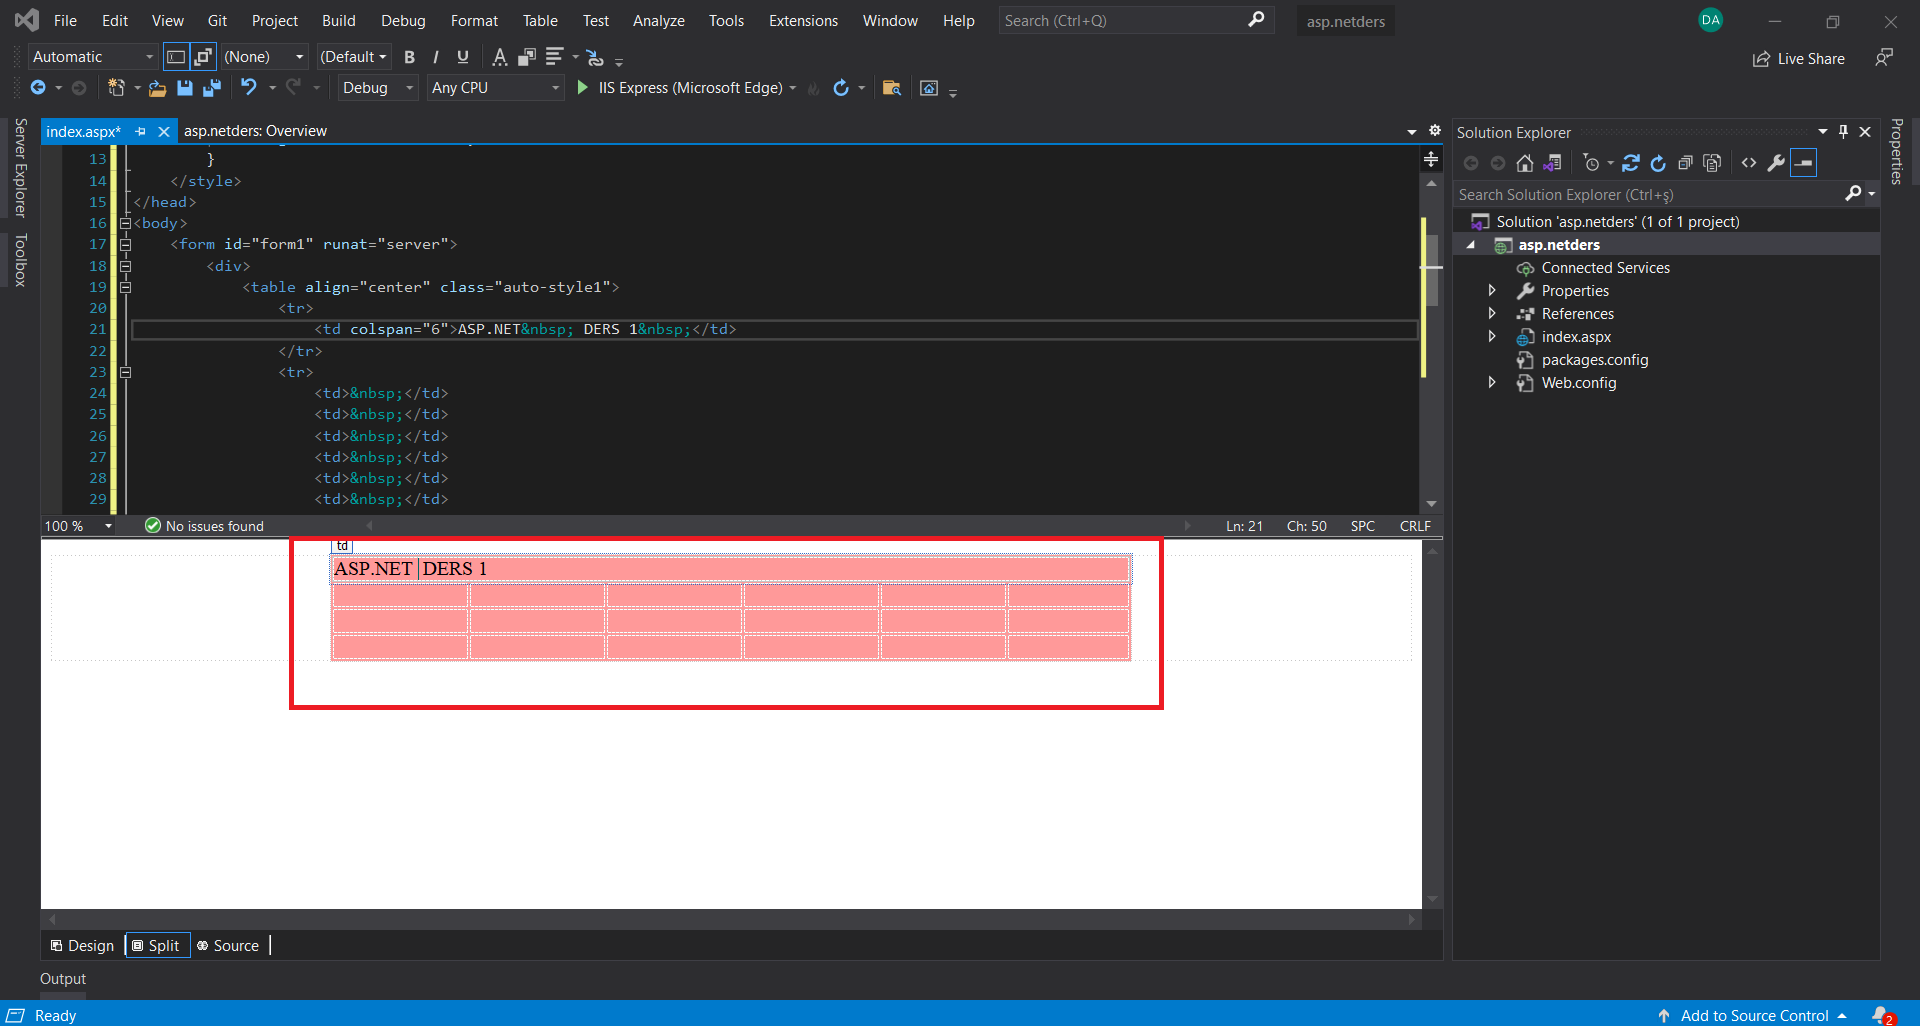 File Edit View Git Project Build Debug Format Table Test Analyze Tools Extensions Window Help Search (Ctrl+Q) asp.netders DA
Automatic (None) (Default B I U A Live Share
Debug Any CPU IIS Express (Microsoft Edge)
Server Explorer
Toolbox
index.aspx* asp.netders: Overview
13 }
14 </style>
15 </head>
16 <body>
17 <form id="form1" runat="server">
18 <div>
19 <table align="center" class="auto-style1">
20 <tr>
21 <td colspan="6">ASP.NET&nbsp; DERS 1&nbsp;</td>
22 </tr>
23 <tr>
24 <td>&nbsp;</td>
25 <td>&nbsp;</td>
26 <td>&nbsp;</td>
27 <td>&nbsp;</td>
28 <td>&nbsp;</td>
29 <td>&nbsp;</td>
100 % No issues found Ln: 21 Ch: 50 SPC CRLF
td
ASP.NET DERS 1
Design Split Source
Output
Solution Explorer
Search Solution Explorer (Ctrl+ş)
Solution 'asp.netders' (1 of 1 project)
asp.netders
Connected Services
Properties
References
index.aspx
packages.config
Web.config
Properties
Ready Add to Source Control 2